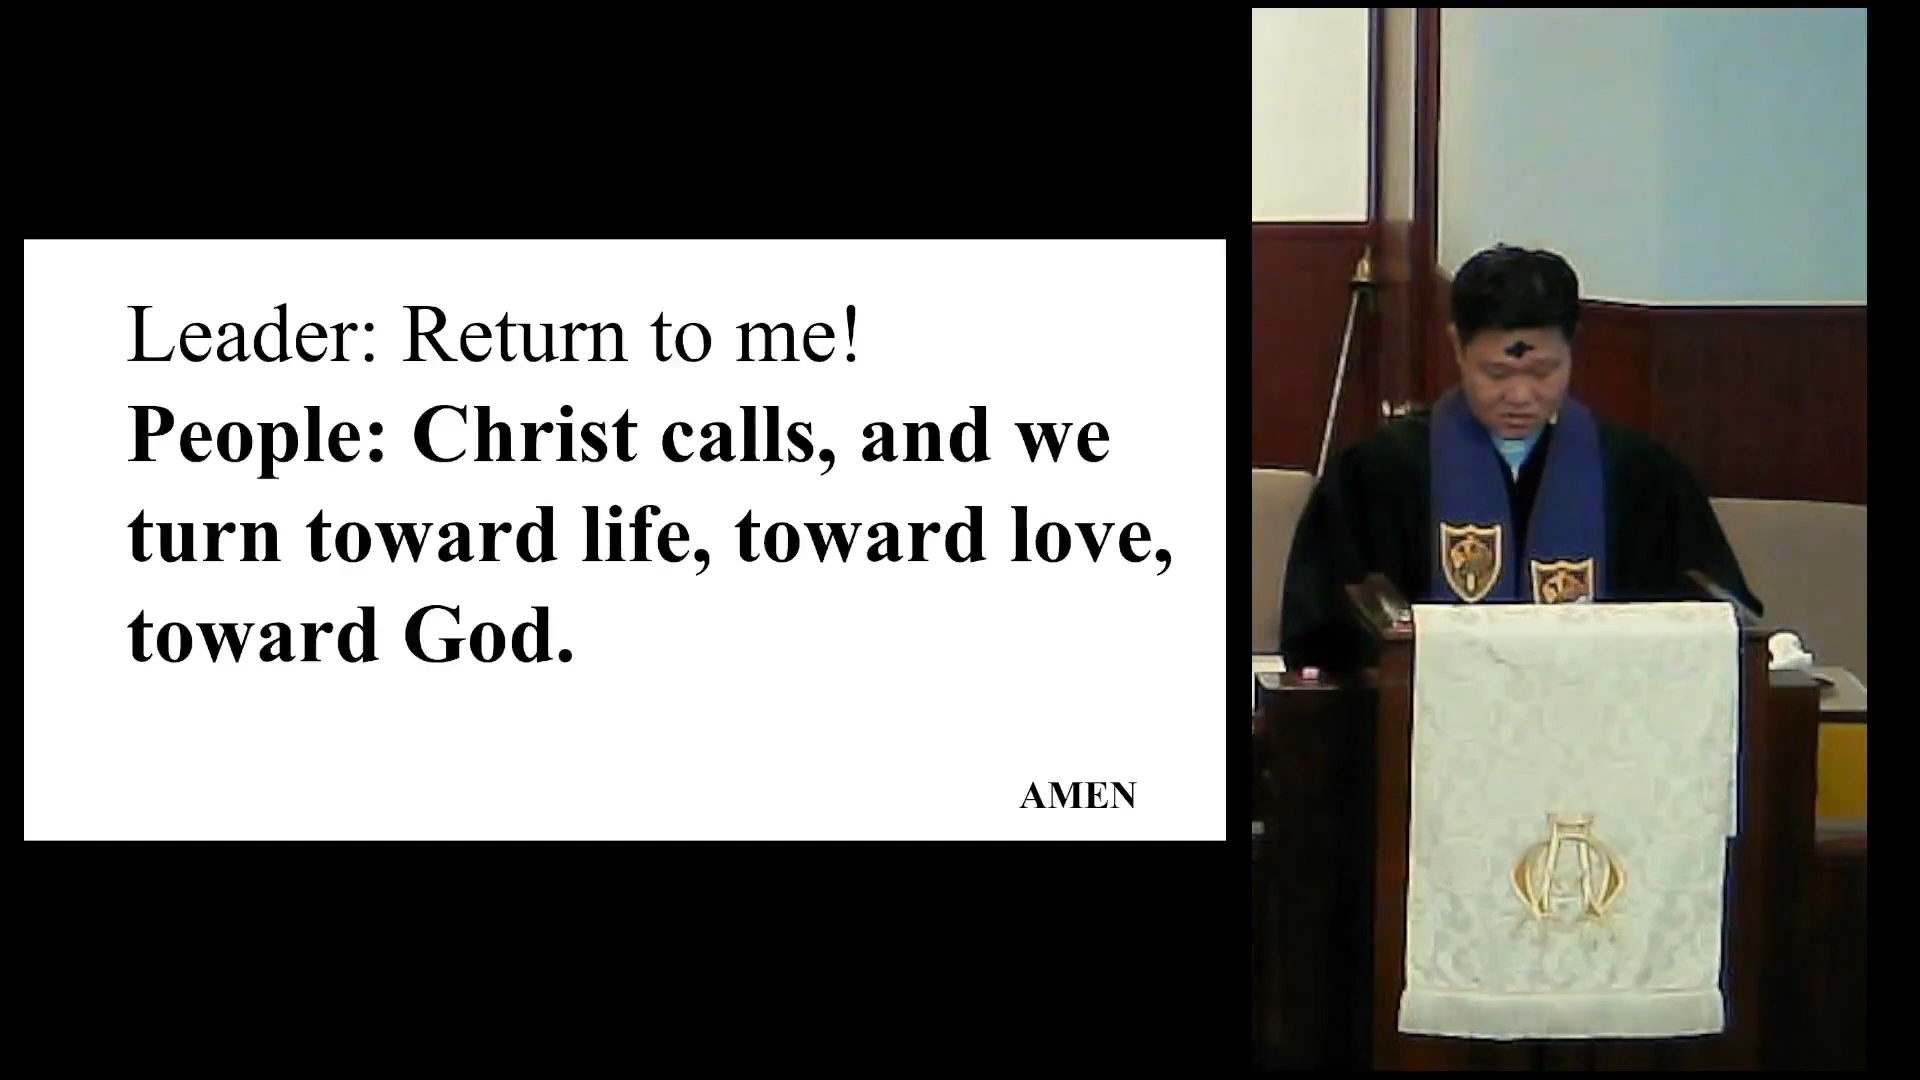 Leader: Return to me!
People: Christ calls, and we
turn toward life, toward love,
toward God.
AMEN